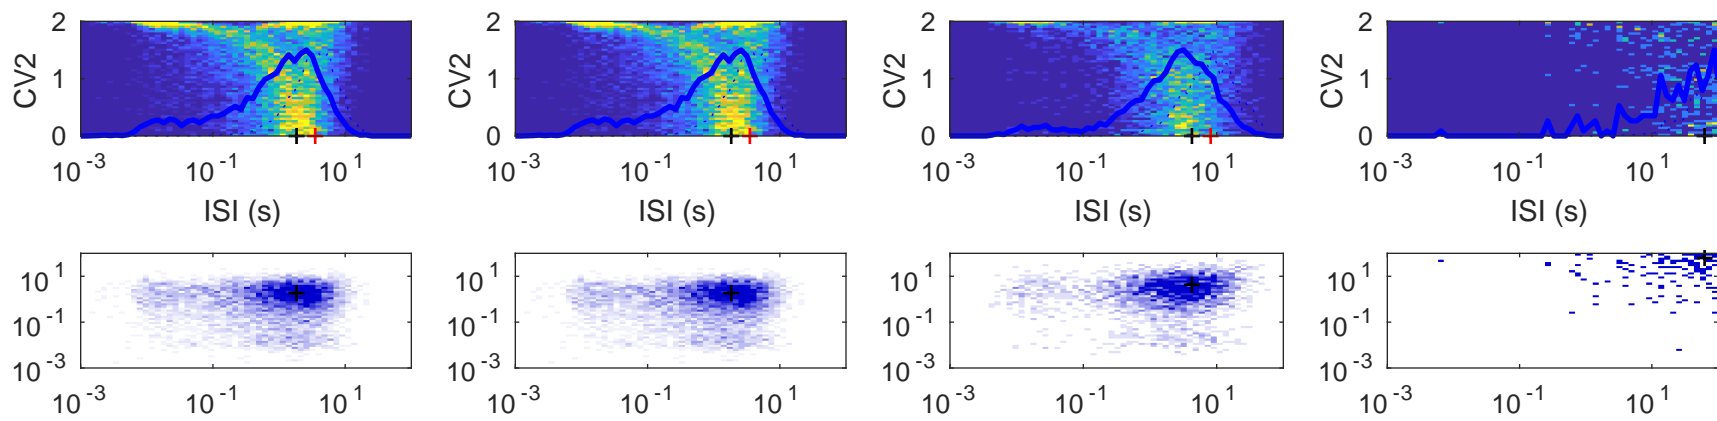 2 2 2 2
CV2 CV2 CV2 CV2
1 1 1 1
0 0 0 0
10^-3 10^-1 10^1 10^-3 10^-1 10^1 10^-3 10^-1 10^1 10^-3 10^-1 10^1
ISI (s) ISI (s) ISI (s) ISI (s)
10^1 10^1 10^1 10^1
10^-1 10^-1 10^-1 10^-1
10^-3 10^-3 10^-3 10^-3
10^-3 10^-1 10^1 10^-3 10^-1 10^1 10^-3 10^-1 10^1 10^-3 10^-1 10^1